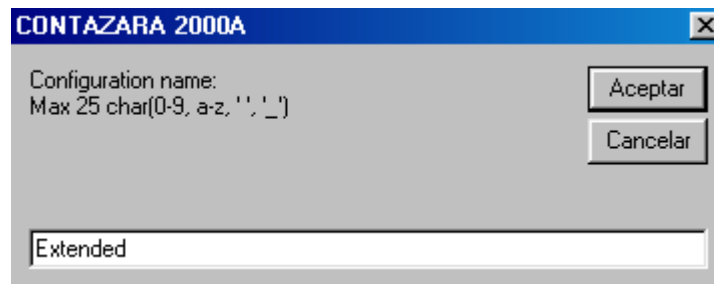 CONTAZARA 2000A
Configuration name:
Max 25 char(0-9, a-z, ' ', '_')
Aceptar
Cancelar
Extended